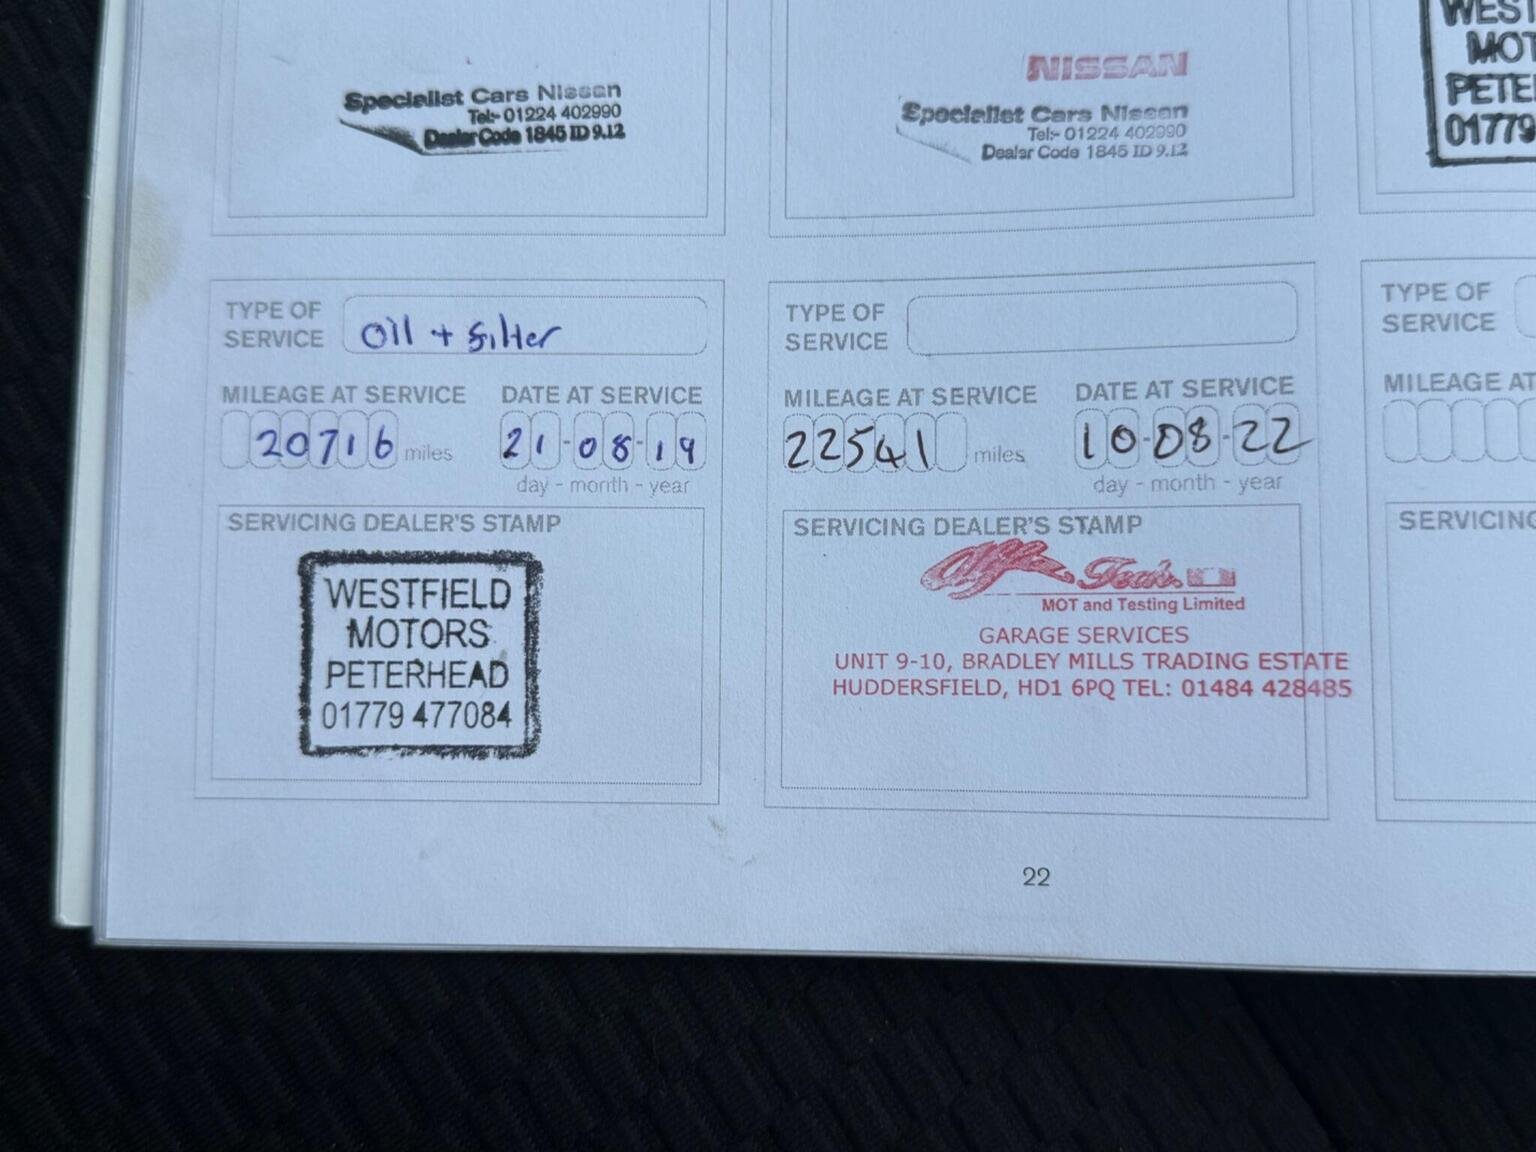 Specialist Cars Nissan
Tel:- 01224 402990
Dealer Code 1845 ID 9.12
NISSAN
Specialist Cars Nissan
Tel:- 01224 402990
Dealer Code 1845 ID 9.12
01779
TYPE OF
SERVICE
Oil + filter
MILEAGE AT SERVICE
20716 miles
DATE AT SERVICE
21-08-19
day - month - year
SERVICING DEALER'S STAMP
WESTFIELD
MOTORS
PETERHEAD
01779 477084
TYPE OF
SERVICE
MILEAGE AT SERVICE
22541 miles
DATE AT SERVICE
10-08-22
day - month - year
SERVICING DEALER'S STAMP
MOT and Testing Limited
GARAGE SERVICES
UNIT 9-10, BRADLEY MILLS TRADING ESTATE
HUDDERSFIELD, HD1 6PQ TEL: 01484 428485
TYPE OF
SERVICE
MILEAGE AT
SERVICING
22